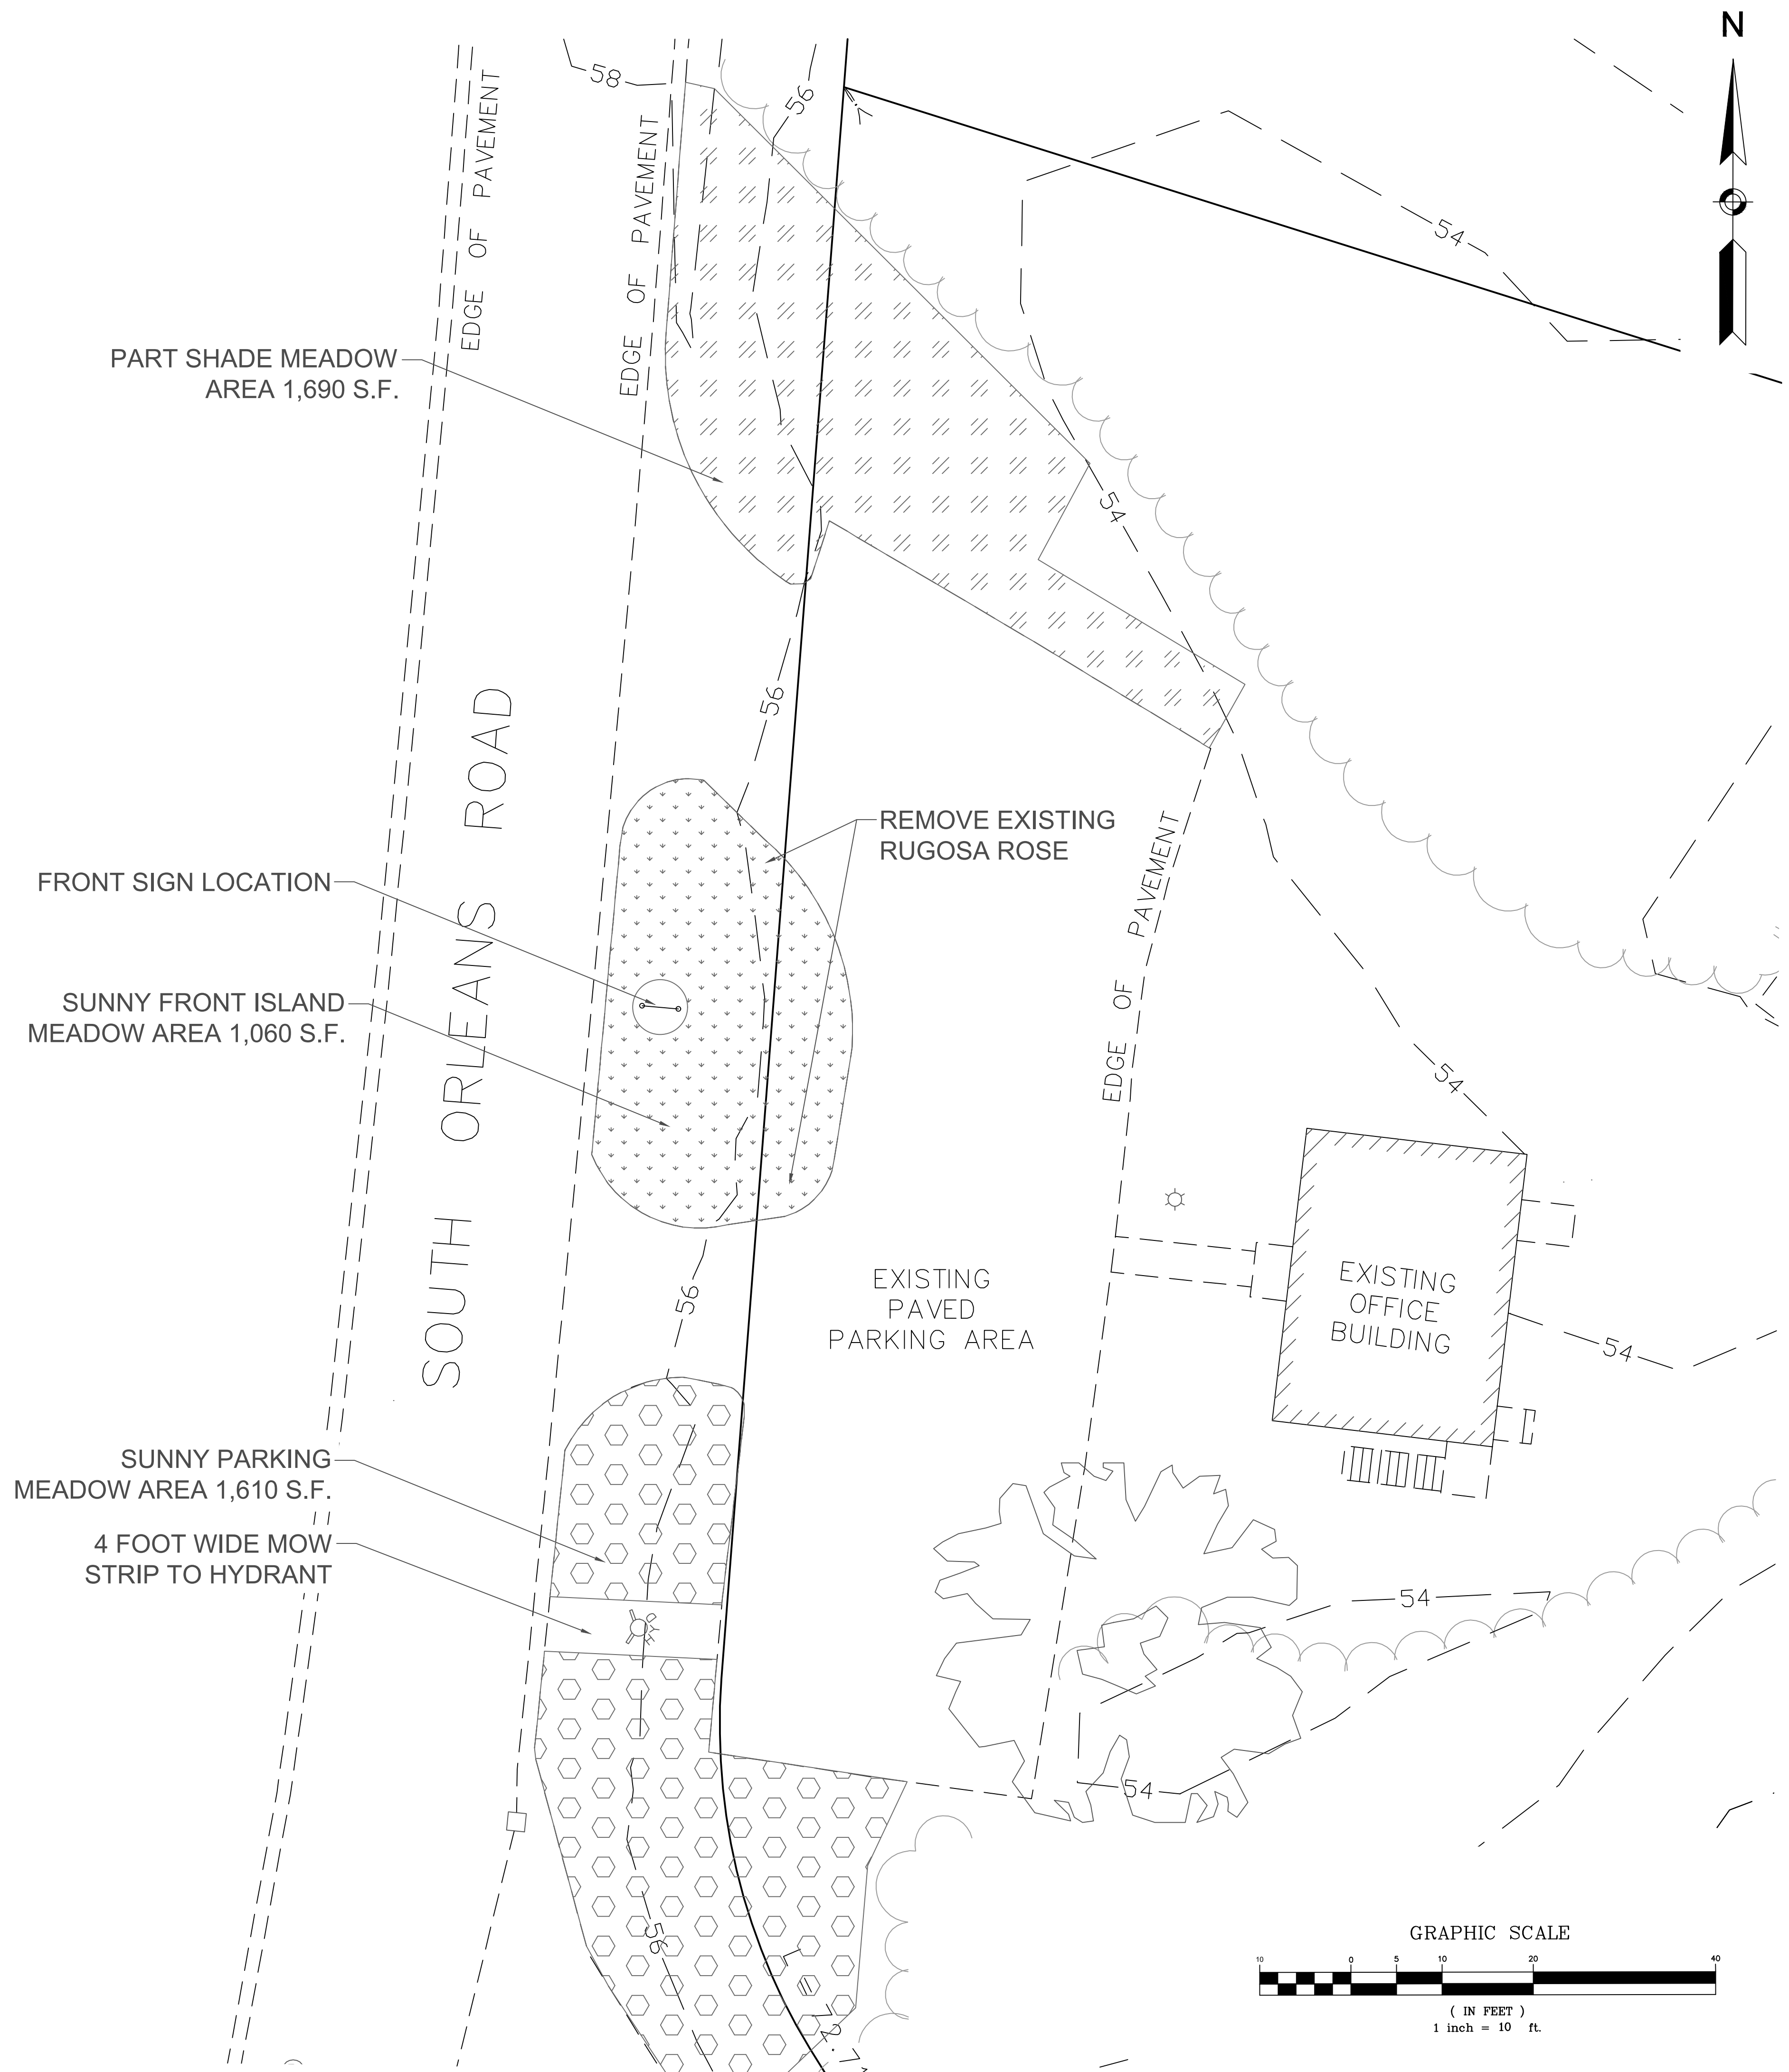 N
58
56
EDGE OF PAVEMENT
EDGE OF PAVEMENT
54
PART SHADE MEADOW
AREA 1,690 S.F.
54
56
SOUTH ORLEANS ROAD
REMOVE EXISTING
RUGOSA ROSE
EDGE OF PAVEMENT
FRONT SIGN LOCATION
SUNNY FRONT ISLAND
MEADOW AREA 1,060 S.F.
54
EXISTING
PAVED
PARKING AREA
EXISTING
OFFICE
BUILDING
56
54
SUNNY PARKING
MEADOW AREA 1,610 S.F.
4 FOOT WIDE MOW
STRIP TO HYDRANT
54
54
56
GRAPHIC SCALE
10 0 5 10 20 40
( IN FEET )
1 inch = 10 ft.